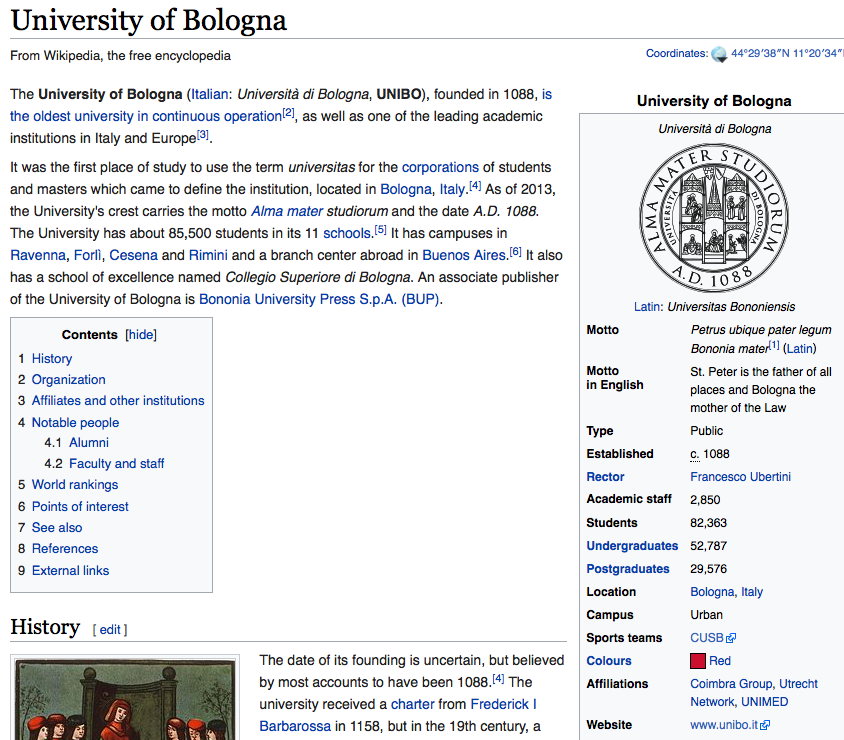 University of Bologna
From Wikipedia, the free encyclopedia
Coordinates: 44°29′38″N 11°20′34″
The University of Bologna (Italian: Università di Bologna, UNIBO), founded in 1088, is
the oldest university in continuous operation[2], as well as one of the leading academic
institutions in Italy and Europe[3].
It was the first place of study to use the term universitas for the corporations of students
and masters which came to define the institution, located in Bologna, Italy.[4] As of 2013,
the University's crest carries the motto Alma mater studiorum and the date A.D. 1088.
The University has about 85,500 students in its 11 schools.[5] It has campuses in
Ravenna, Forlì, Cesena and Rimini and a branch center abroad in Buenos Aires.[6] It also
has a school of excellence named Collegio Superiore di Bologna. An associate publisher
of the University of Bologna is Bononia University Press S.p.A. (BUP).
Contents [hide]
1 History
2 Organization
3 Affiliates and other institutions
4 Notable people
4.1 Alumni
4.2 Faculty and staff
5 World rankings
6 Points of interest
7 See also
8 References
9 External links
History [ edit ]
The date of its founding is uncertain, but believed
by most accounts to have been 1088.[4] The
university received a charter from Frederick I
Barbarossa in 1158, but in the 19th century, a
University of Bologna
Università di Bologna
ALMA MATER STUDIORUM
UNIVERSITÀ DI BOLOGNA
A.D. 1088
Latin: Universitas Bononiensis
Motto Petrus ubique pater legum
Bononia mater[1] (Latin)
Motto St. Peter is the father of all
in English places and Bologna the
mother of the Law
Type Public
Established c. 1088
Rector Francesco Ubertini
Academic staff 2,850
Students 82,363
Undergraduates 52,787
Postgraduates 29,576
Location Bologna, Italy
Campus Urban
Sports teams CUSB
Colours Red
Affiliations Coimbra Group, Utrecht
Network, UNIMED
Website www.unibo.it